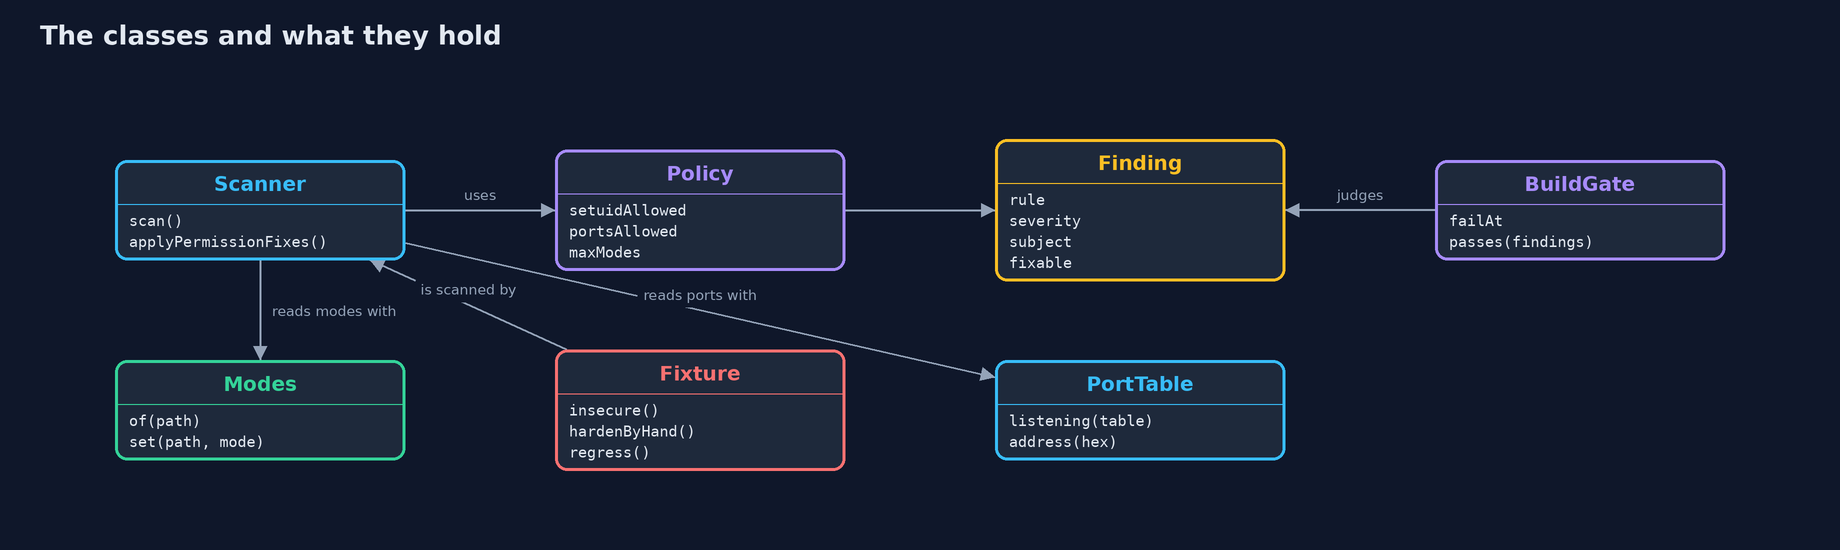 The classes and what they hold
Scanner
scan()
applyPermissionFixes()
uses
Policy
setuidAllowed
portsAllowed
maxModes
Finding
rule
severity
subject
fixable
judges
BuildGate
failAt
passes(findings)
reads modes with
is scanned by
reads ports with
Modes
of(path)
set(path, mode)
Fixture
insecure()
hardenByHand()
regress()
PortTable
listening(table)
address(hex)